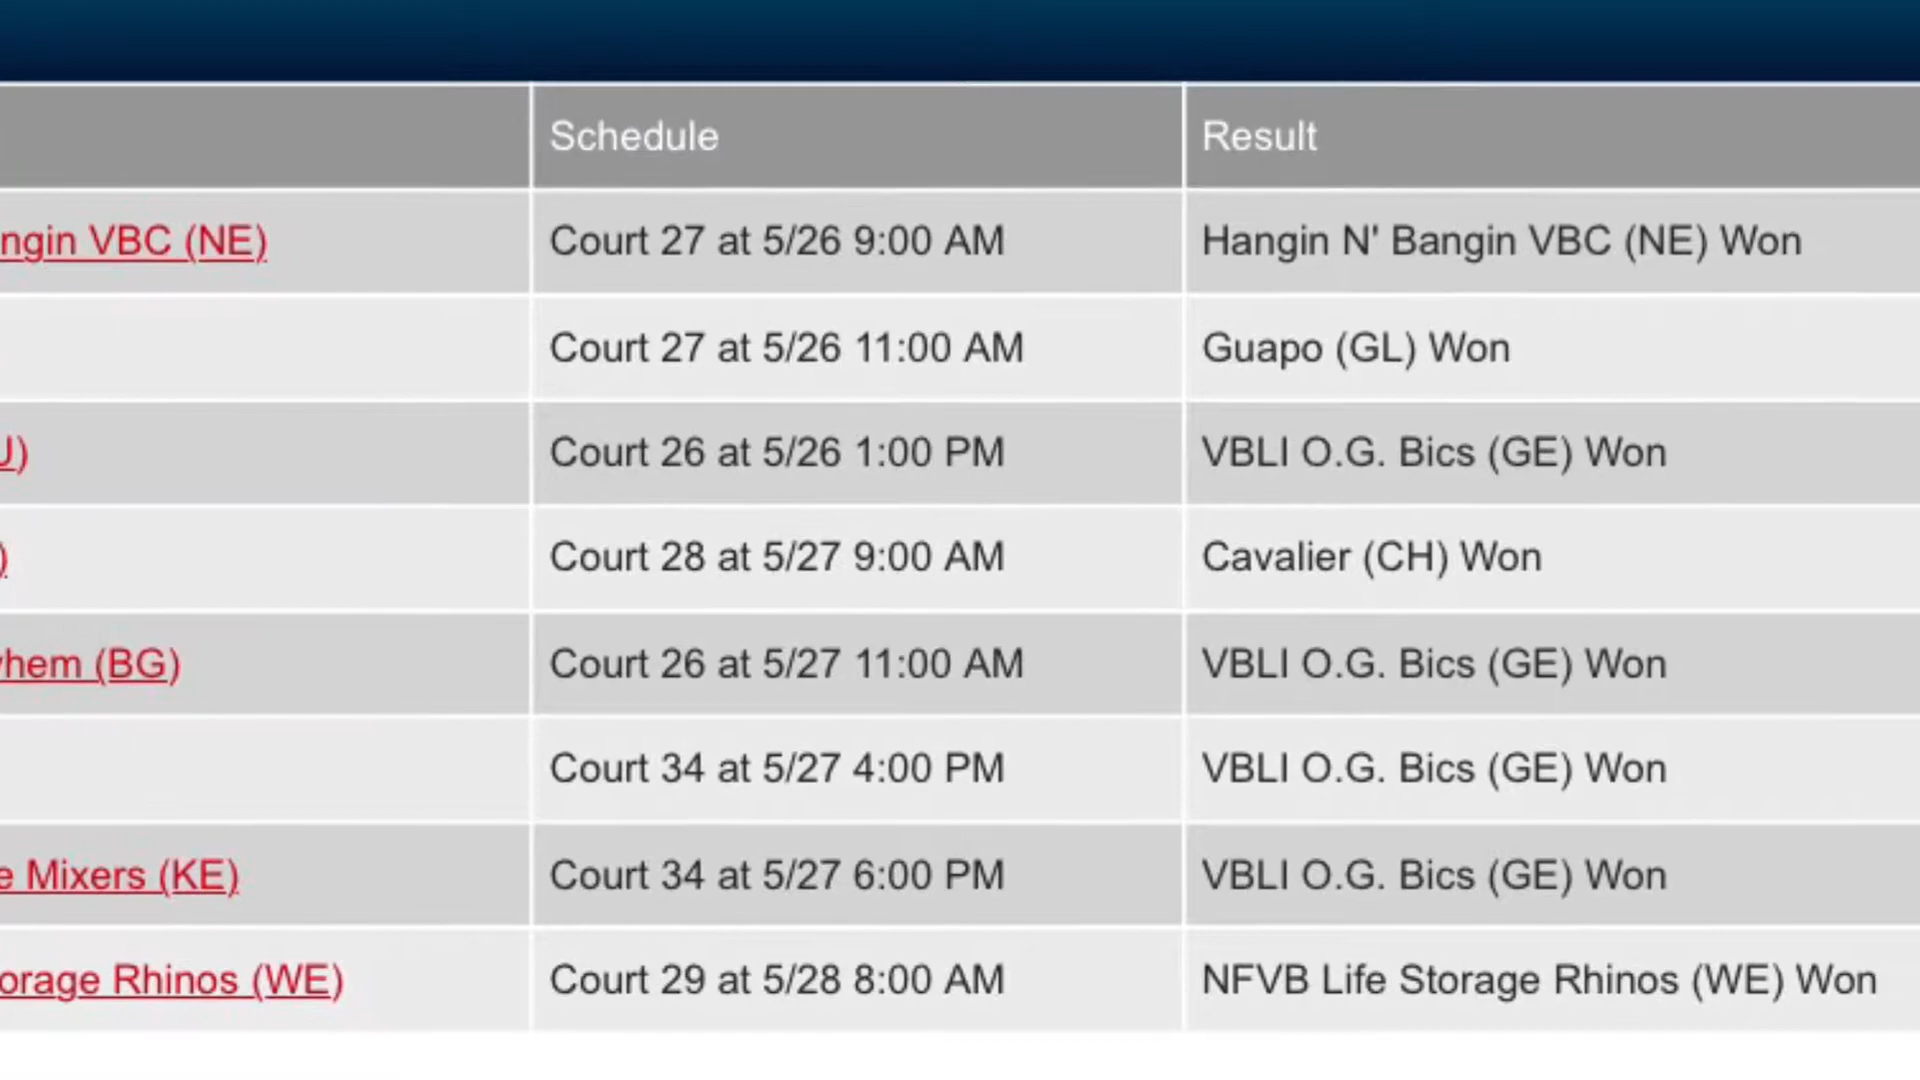 Schedule Result
ngin VBC (NE) Court 27 at 5/26 9:00 AM Hangin N' Bangin VBC (NE) Won
Court 27 at 5/26 11:00 AM Guapo (GL) Won
) Court 26 at 5/26 1:00 PM VBLI O.G. Bics (GE) Won
) Court 28 at 5/27 9:00 AM Cavalier (CH) Won
hem (BG) Court 26 at 5/27 11:00 AM VBLI O.G. Bics (GE) Won
Court 34 at 5/27 4:00 PM VBLI O.G. Bics (GE) Won
e Mixers (KE) Court 34 at 5/27 6:00 PM VBLI O.G. Bics (GE) Won
orage Rhinos (WE) Court 29 at 5/28 8:00 AM NFVB Life Storage Rhinos (WE) Won